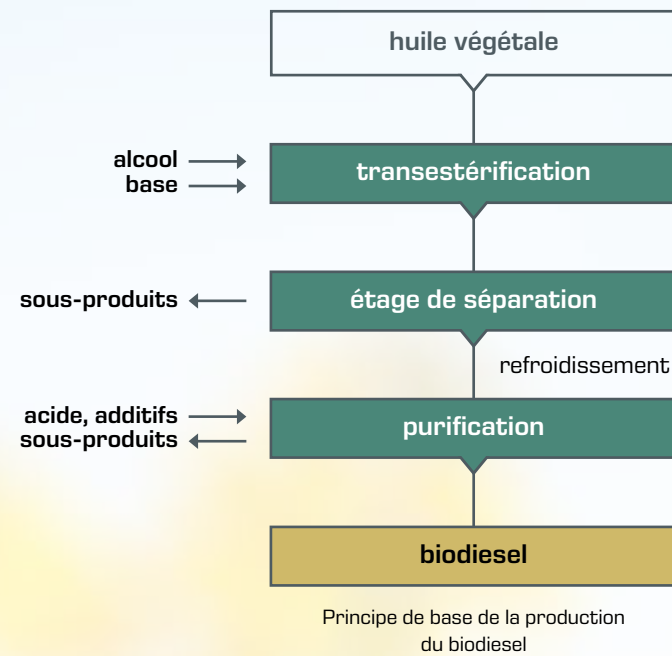 huile végétale
alcool
base
transestérification
sous-produits
étage de séparation
refroidissement
acide, additifs
sous-produits
purification
biodiesel
Principe de base de la production
du biodiesel